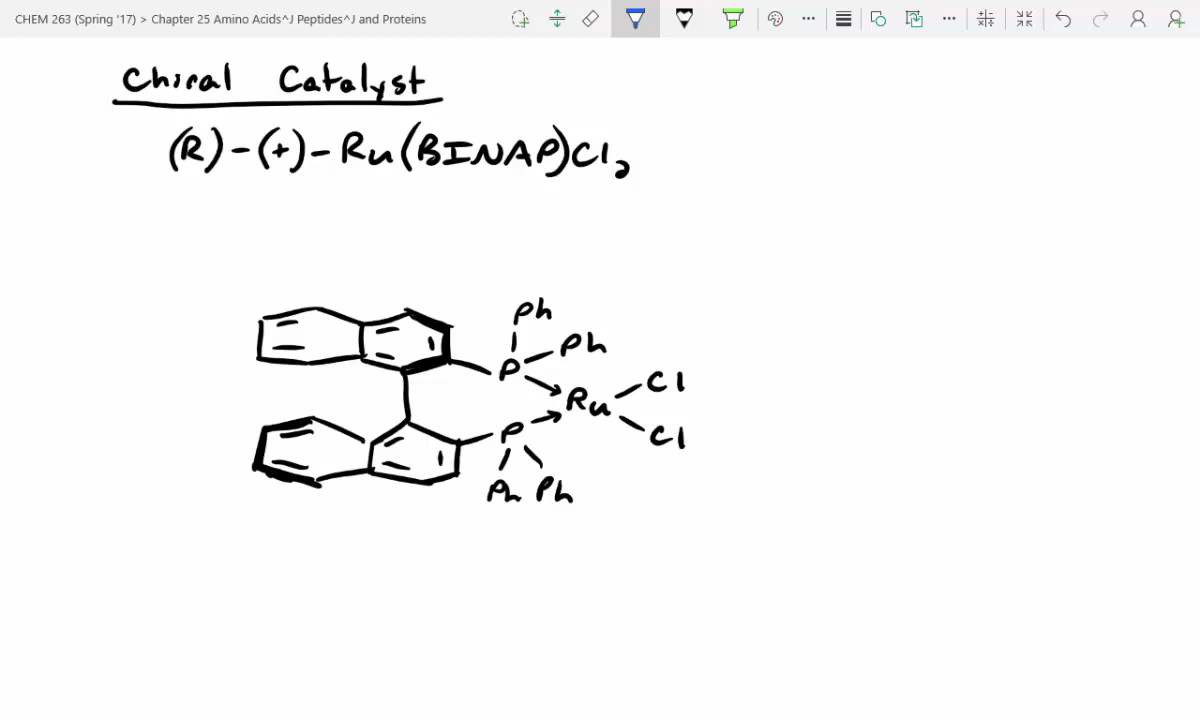 CHEM 263 (Spring '17) > Chapter 25 Amino Acids^J Peptides^J and Proteins
Chiral Catalyst
(R)-(+)-Ru(BINAP)Cl₂
Ph
P Ph
Ru Cl
P Cl
Ph Ph